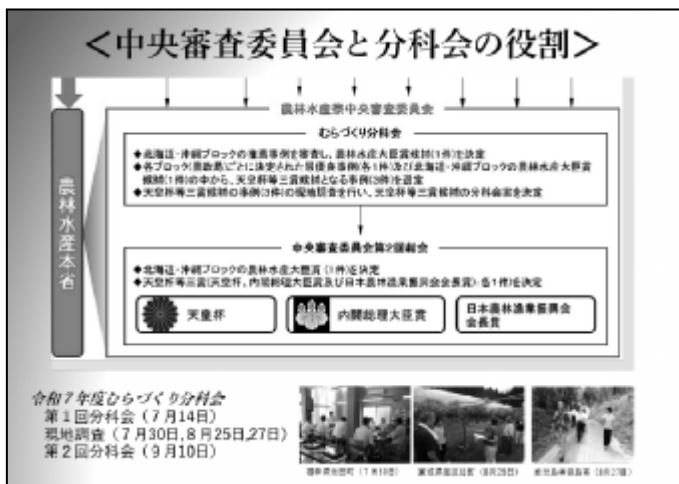 ＜中央審査委員会と分科会の役割＞
農林水産祭中央審査委員会
むらづくり分科会
◆北海道・沖縄ブロックの推薦事例を審査し、農林水産大臣賞候補(1件)を決定
◆各ブロック(農政局)ごとに決定された最優良事例(各1件)及び北海道・沖縄ブロックの農林水産大臣賞
候補(1件)の中から、天皇杯等三賞候補となる事例(3件)を選定
◆天皇杯等三賞候補の事例(3件)の現地調査を行い、天皇杯等三賞候補の分科会案を決定
農林水産本省
中央審査委員会第2回総会
◆北海道・沖縄ブロックの農林水産大臣賞(1件)を決定
◆天皇杯等三賞(天皇杯、内閣総理大臣賞及び日本農林漁業振興会会長賞)各1件)を決定
天皇杯
内閣総理大臣賞
日本農林漁業振興会
会長賞
令和7年度むらづくり分科会
第1回分科会（7月14日）
現地調査（7月30日,8月25日,27日）
第2回分科会（9月10日）